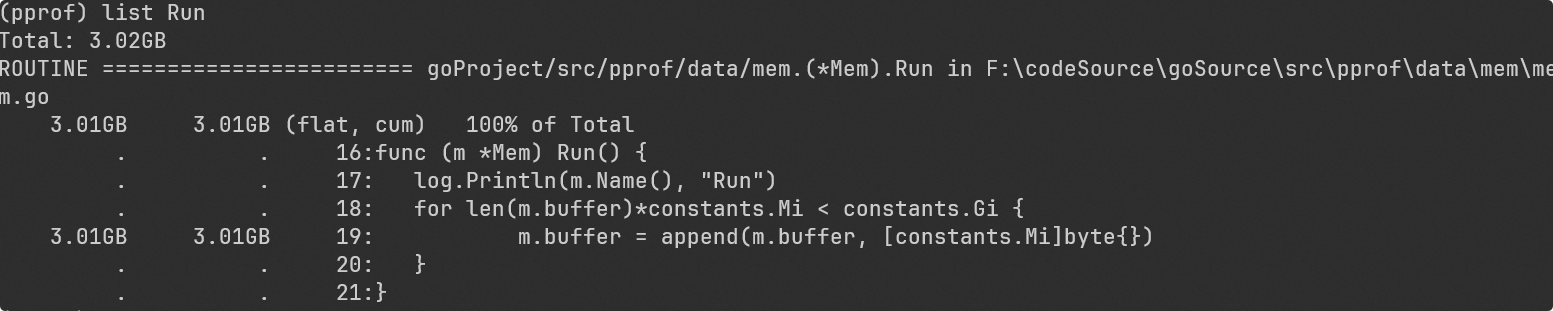 (pprof) list Run
Total: 3.02GB
ROUTINE ======================== goProject/src/pprof/data/mem.(*Mem).Run in F:\codeSource\goSource\src\pprof\data\mem\me
m.go
    3.01GB     3.01GB (flat, cum)   100% of Total
         .          .     16:func (m *Mem) Run() {
         .          .     17:   log.Println(m.Name(), "Run")
         .          .     18:   for len(m.buffer)*constants.Mi < constants.Gi {
    3.01GB     3.01GB     19:           m.buffer = append(m.buffer, [constants.Mi]byte{})
         .          .     20:   }
         .          .     21:}